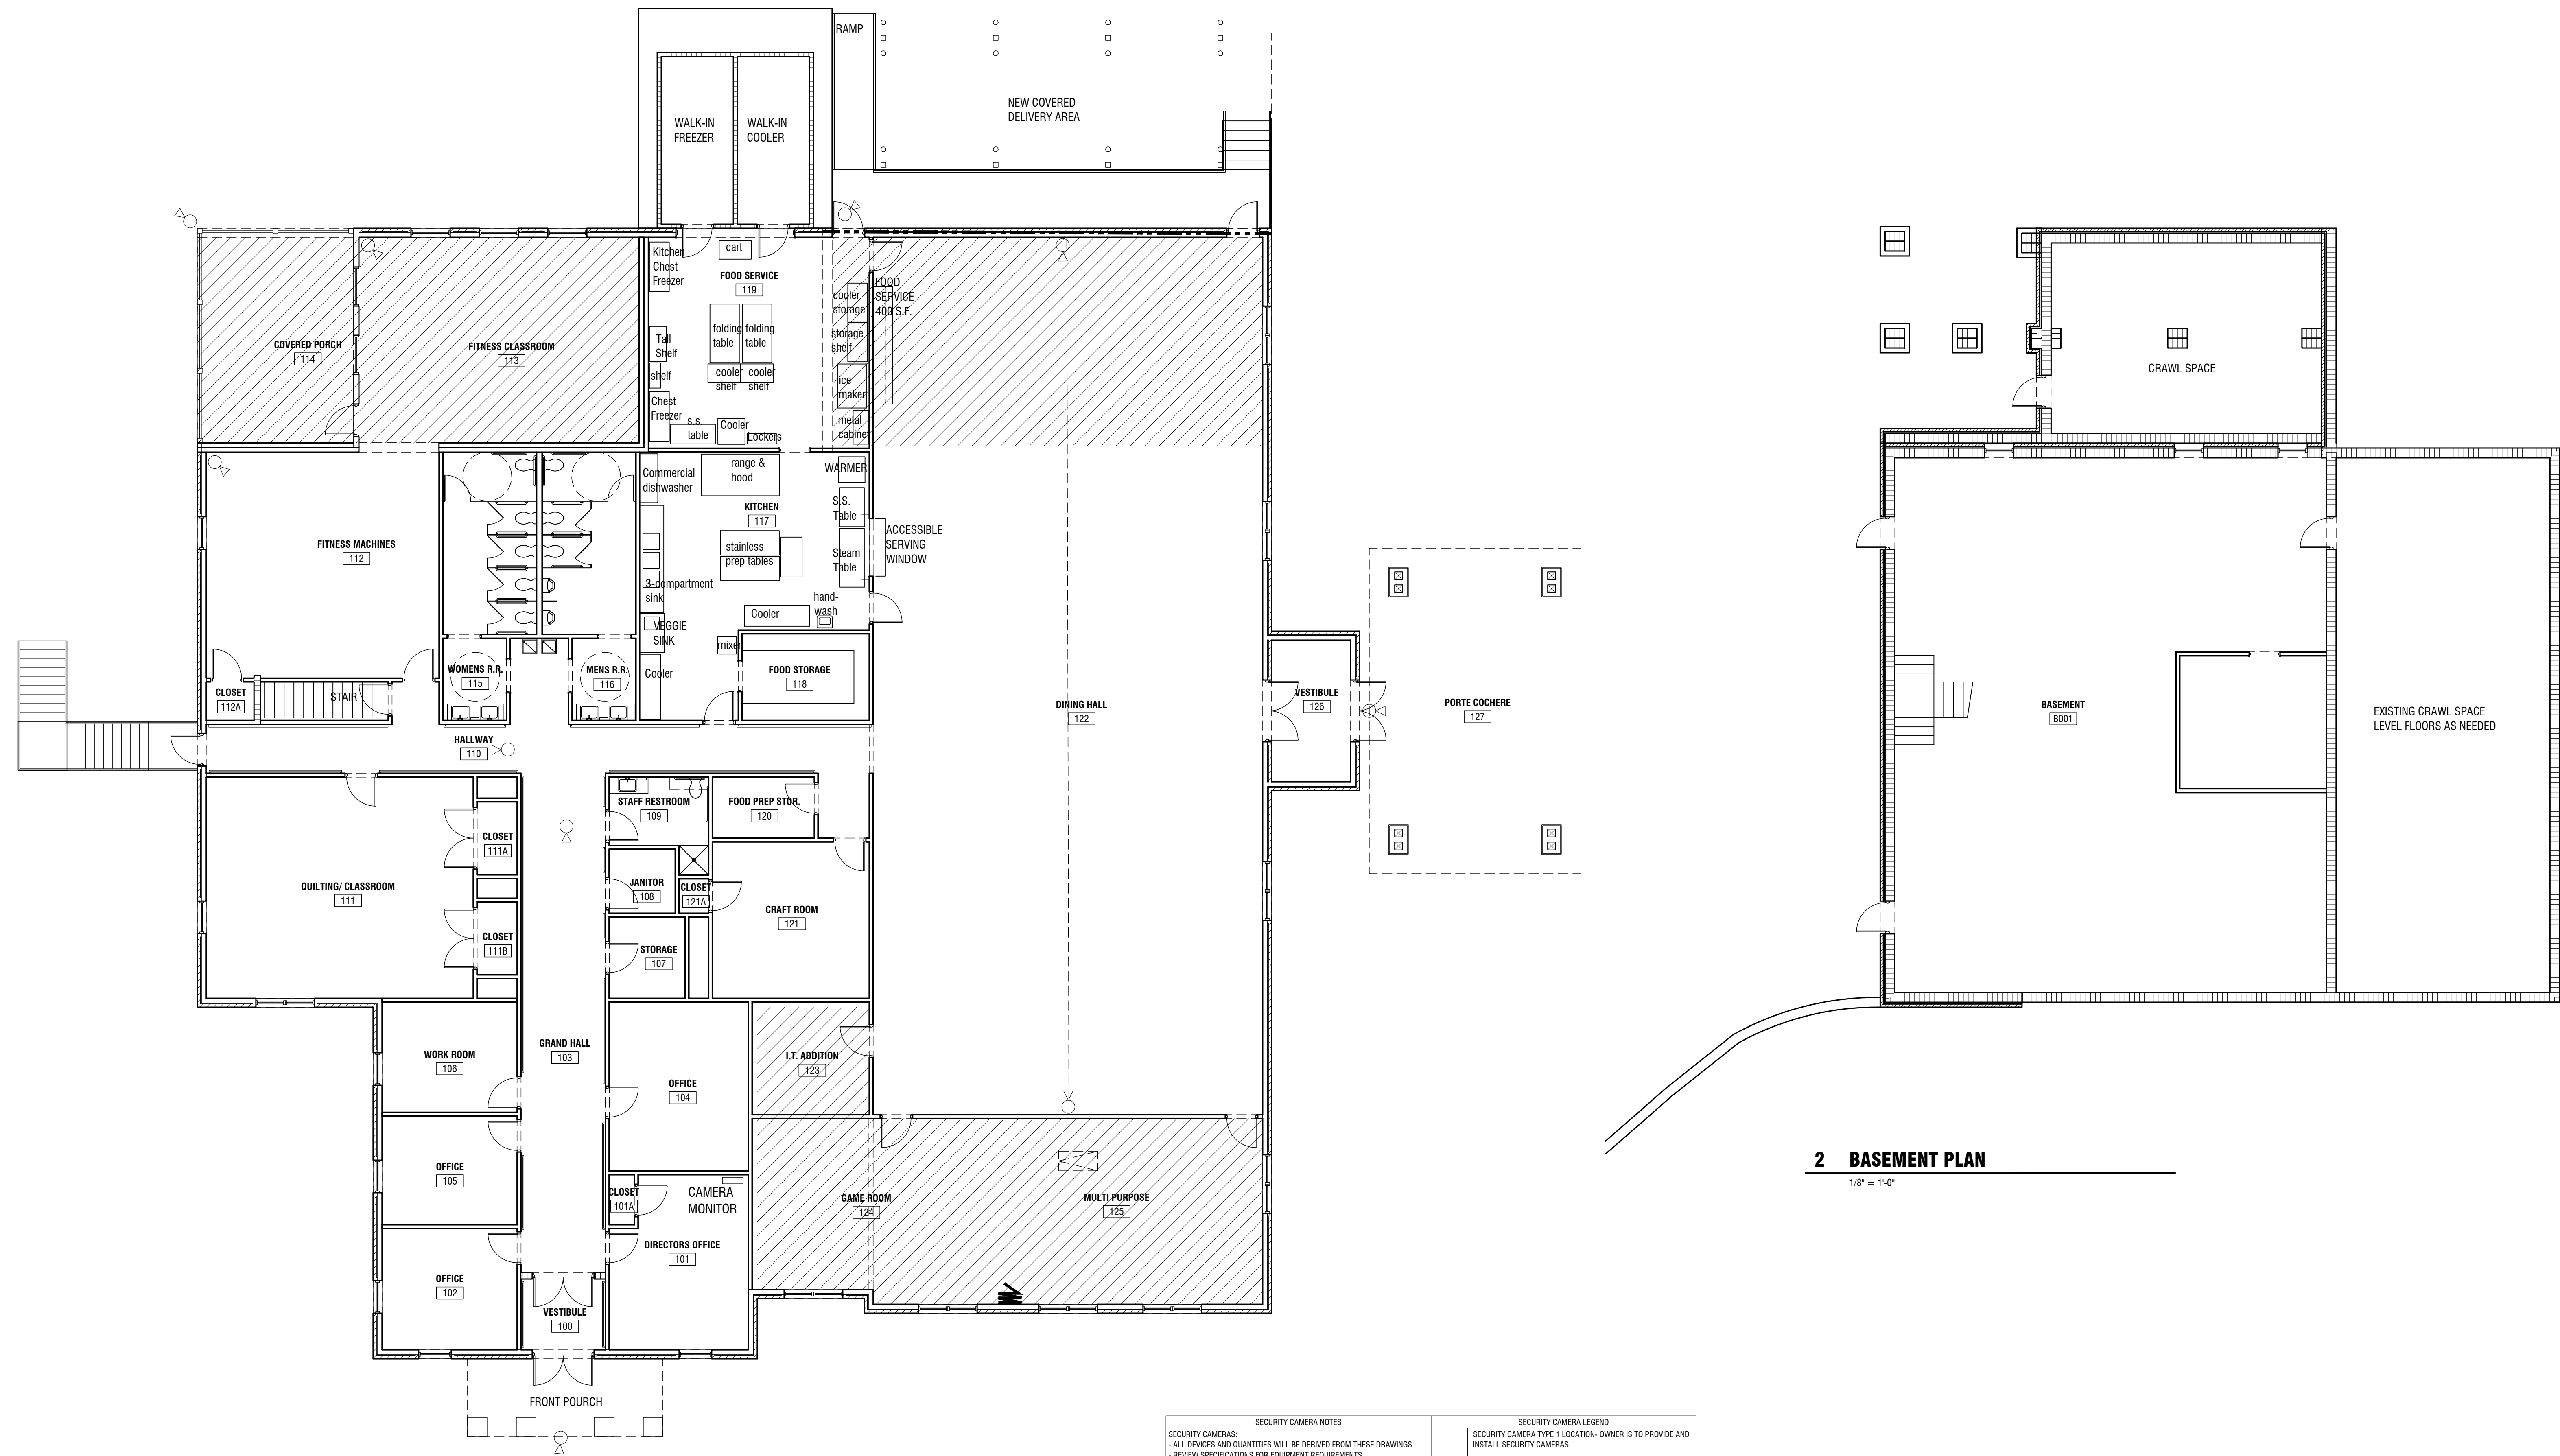 RAMP
NEW COVERED
DELIVERY AREA
WALK-IN
FREEZER
WALK-IN
COOLER
Kitchen
Chest
Freezer
cart
FOOD SERVICE
119
cooler
storage
FOOD
SERVICE
400 S.F.
folding
table
folding
table
storage
shelf
Tall
Shelf
shelf
cooler
shelf
cooler
shelf
ice
maker
Chest
Freezer
s.s.
table
Cooler
Lockers
metal
cabinet
COVERED PORCH
114
FITNESS CLASSROOM
113
CRAWL SPACE
Commercial
dishwasher
range &
hood
WARMER
S.S.
Table
KITCHEN
117
ACCESSIBLE
SERVING
WINDOW
FITNESS MACHINES
112
stainless
prep tables
Steam
Table
3-compartment
sink
hand-
wash
Cooler
VEGGIE
SINK
mixer
Cooler
FOOD STORAGE
118
WOMENS R.R.
115
MENS R.R.
116
CLOSET
112A
STAIR
DINING HALL
122
VESTIBULE
126
PORTE COCHERE
127
BASEMENT
B001
EXISTING CRAWL SPACE
LEVEL FLOORS AS NEEDED
HALLWAY
110
STAFF RESTROOM
109
FOOD PREP STOR.
120
CLOSET
111A
QUILTING/ CLASSROOM
111
JANITOR
108
CLOSET
121A
CRAFT ROOM
121
CLOSET
111B
STORAGE
107
GRAND HALL
103
WORK ROOM
106
I.T. ADDITION
123
OFFICE
104
OFFICE
105
CLOSET
101A
CAMERA
MONITOR
GAME ROOM
124
MULTI PURPOSE
125
2 BASEMENT PLAN
1/8" = 1'-0"
DIRECTORS OFFICE
101
OFFICE
102
VESTIBULE
100
FRONT POURCH
SECURITY CAMERA NOTES
SECURITY CAMERA LEGEND
SECURITY CAMERAS:
- ALL DEVICES AND QUANTITIES WILL BE DERIVED FROM THESE DRAWINGS
- REVIEW SPECIFICATIONS FOR EQUIPMENT REQUIREMENTS
SECURITY CAMERA TYPE 1 LOCATION- OWNER IS TO PROVIDE AND
INSTALL SECURITY CAMERAS